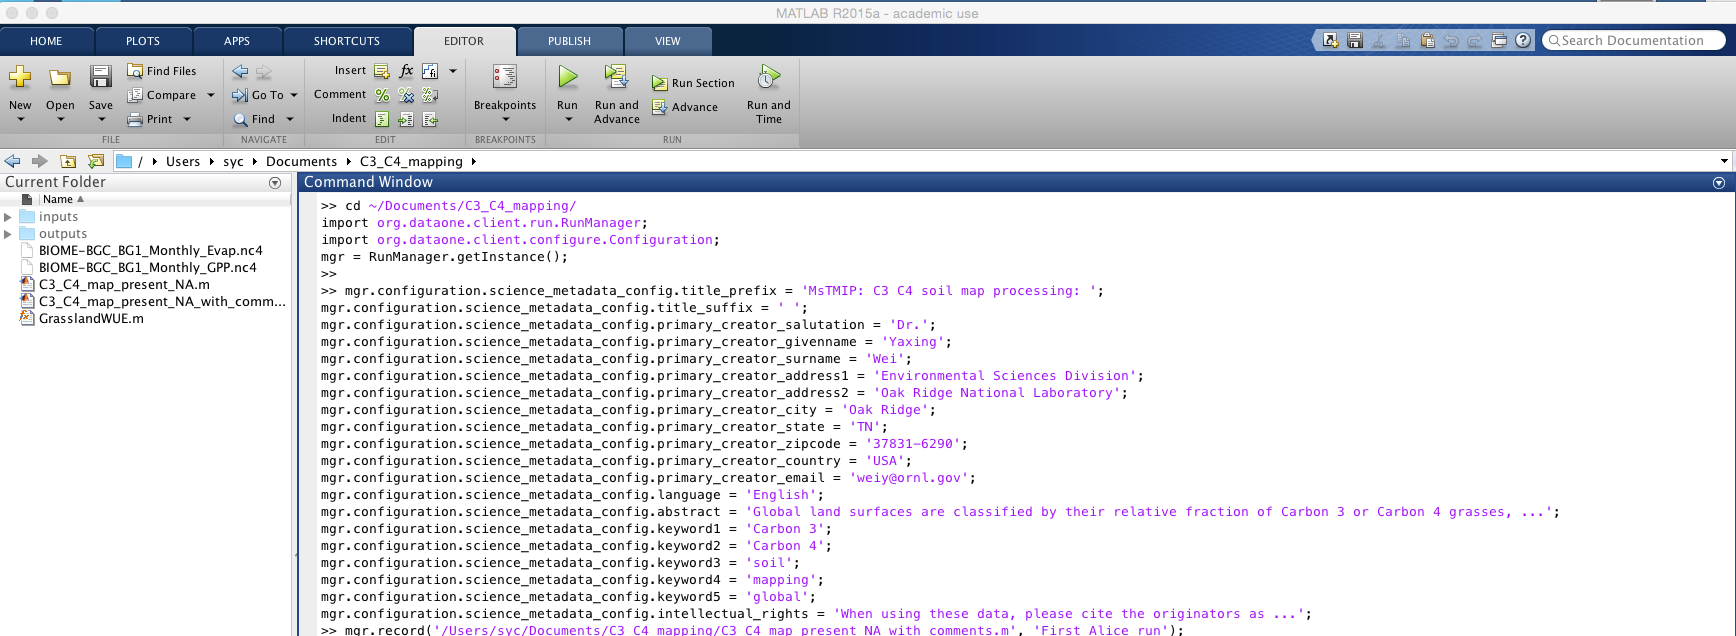 MATLAB R2015a - academic use
HOME PLOTS APPS SHORTCUTS EDITOR PUBLISH VIEW
Search Documentation
New Open Save Find Files Compare Print
FILE
Go To Find
NAVIGATE
Insert fx
Comment
Indent
EDIT
Breakpoints
BREAKPOINTS
Run Run and Advance Run Section Advance Run and Time
RUN
/ Users syc Documents C3_C4_mapping
Current Folder
Name
inputs
outputs
BIOME-BGC_BG1_Monthly_Evap.nc4
BIOME-BGC_BG1_Monthly_GPP.nc4
C3_C4_map_present_NA.m
C3_C4_map_present_NA_with_comm...
GrasslandWUE.m
Command Window
>> cd ~/Documents/C3_C4_mapping/
import org.dataone.client.run.RunManager;
import org.dataone.client.configure.Configuration;
mgr = RunManager.getInstance();
>>
>> mgr.configuration.science_metadata_config.title_prefix = 'MsTMIP: C3 C4 soil map processing: ';
mgr.configuration.science_metadata_config.title_suffix = ' ';
mgr.configuration.science_metadata_config.primary_creator_salutation = 'Dr.';
mgr.configuration.science_metadata_config.primary_creator_givenname = 'Yaxing';
mgr.configuration.science_metadata_config.primary_creator_surname = 'Wei';
mgr.configuration.science_metadata_config.primary_creator_address1 = 'Environmental Sciences Division';
mgr.configuration.science_metadata_config.primary_creator_address2 = 'Oak Ridge National Laboratory';
mgr.configuration.science_metadata_config.primary_creator_city = 'Oak Ridge';
mgr.configuration.science_metadata_config.primary_creator_state = 'TN';
mgr.configuration.science_metadata_config.primary_creator_zipcode = '37831-6290';
mgr.configuration.science_metadata_config.primary_creator_country = 'USA';
mgr.configuration.science_metadata_config.primary_creator_email = 'weiy@ornl.gov';
mgr.configuration.science_metadata_config.language = 'English';
mgr.configuration.science_metadata_config.abstract = 'Global land surfaces are classified by their relative fraction of Carbon 3 or Carbon 4 grasses, ...';
mgr.configuration.science_metadata_config.keyword1 = 'Carbon 3';
mgr.configuration.science_metadata_config.keyword2 = 'Carbon 4';
mgr.configuration.science_metadata_config.keyword3 = 'soil';
mgr.configuration.science_metadata_config.keyword4 = 'mapping';
mgr.configuration.science_metadata_config.keyword5 = 'global';
mgr.configuration.science_metadata_config.intellectual_rights = 'When using these data, please cite the originators as ...';
>> mgr.record('/Users/syc/Documents/C3_C4_mapping/C3_C4_map_present_NA_with_comments.m', 'First Alice run');